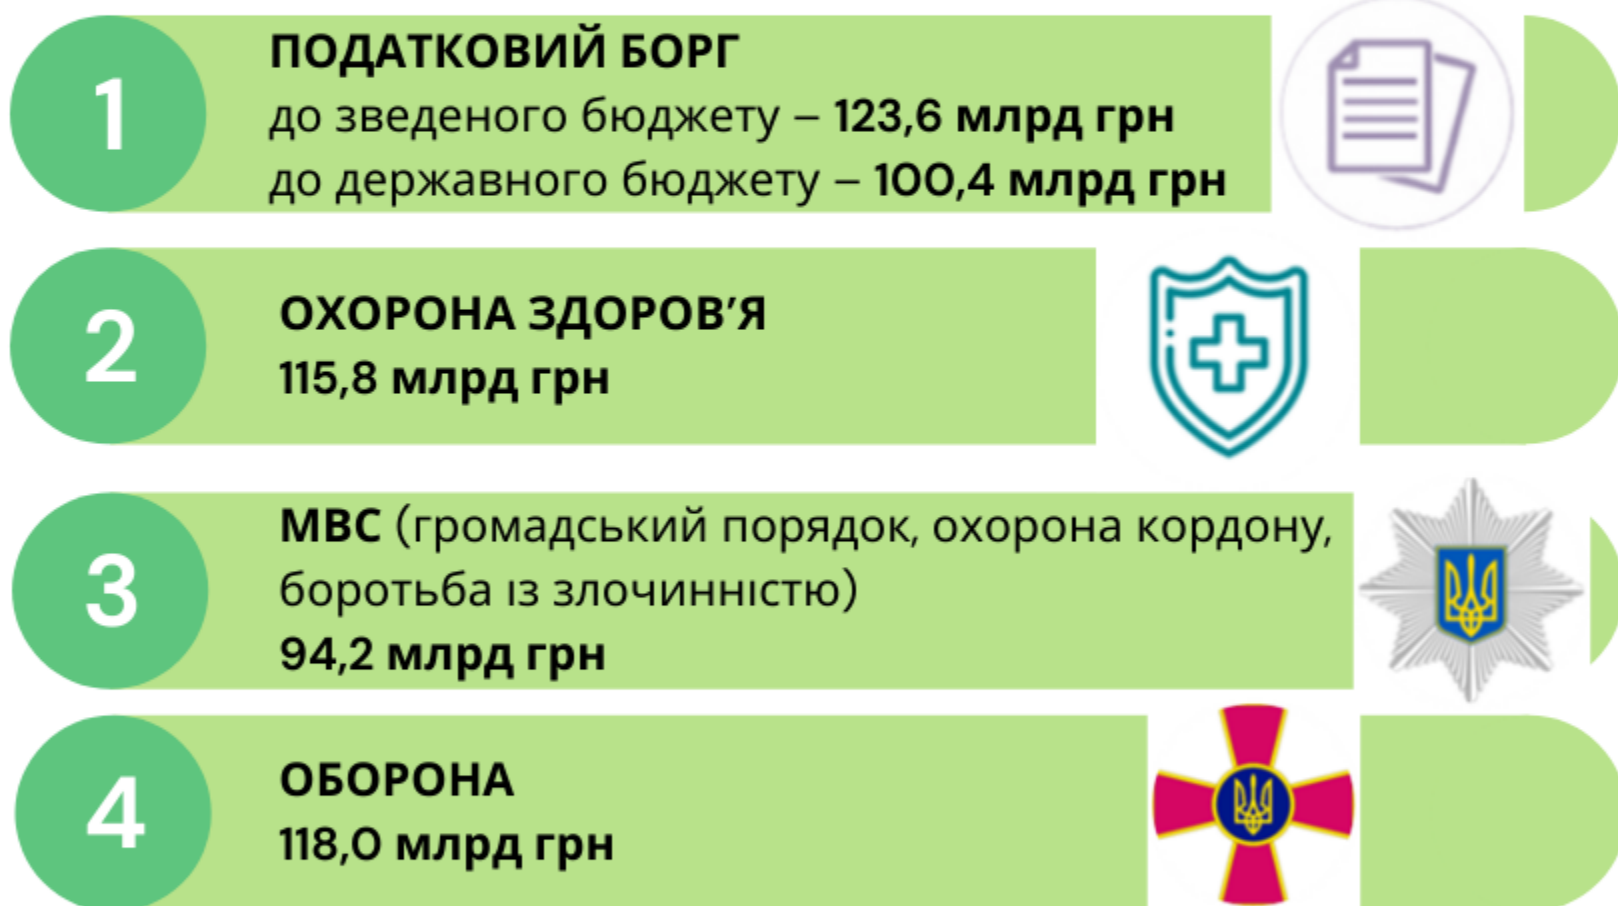 1
ПОДАТКОВИЙ БОРГ
до зведеного бюджету – 123,6 млрд грн
до державного бюджету – 100,4 млрд грн
2
ОХОРОНА ЗДОРОВ’Я
115,8 млрд грн
3
МВС (громадський порядок, охорона кордону,
боротьба із злочинністю)
94,2 млрд грн
4
ОБОРОНА
118,0 млрд грн